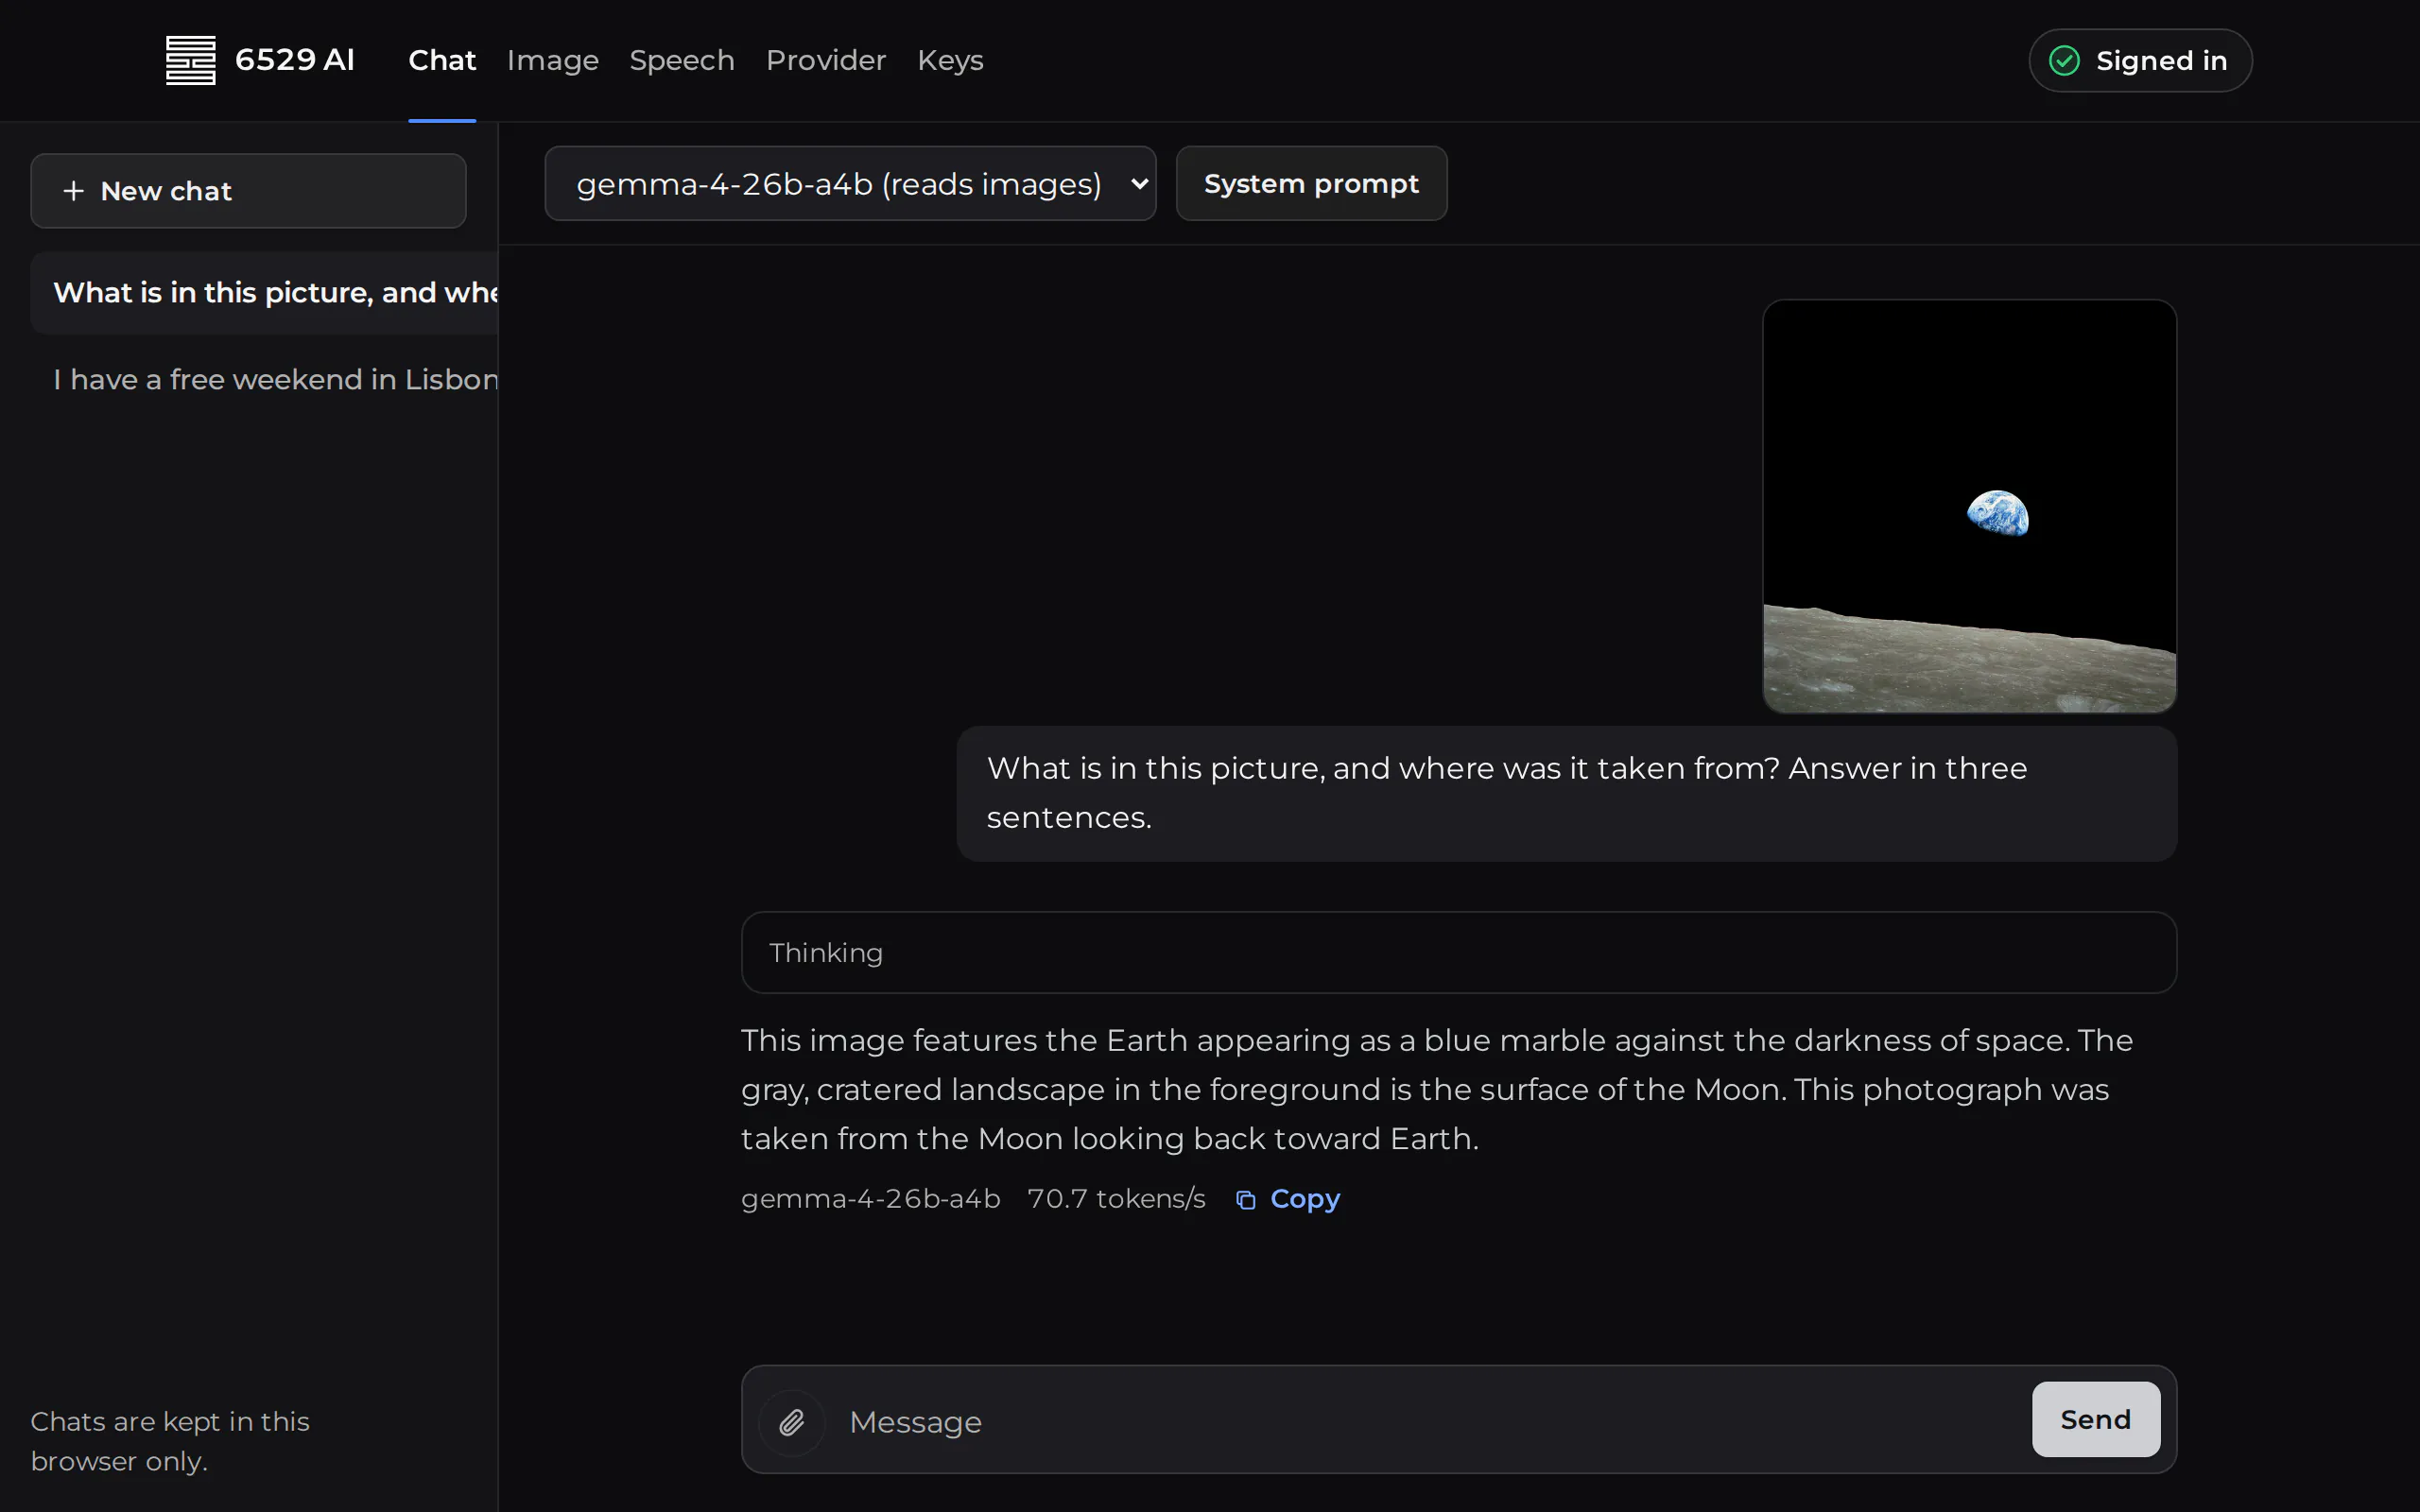 6529 AI
Chat
Image
Speech
Provider
Keys
Signed in
New chat
gemma-4-26b-a4b (reads images)
System prompt
What is in this picture, and whe
I have a free weekend in Lisbon
What is in this picture, and where was it taken from? Answer in three
sentences.
Thinking
This image features the Earth appearing as a blue marble against the darkness of space. The
gray, cratered landscape in the foreground is the surface of the Moon. This photograph was
taken from the Moon looking back toward Earth.
gemma-4-26b-a4b 70.7 tokens/s Copy
Message
Send
Chats are kept in this
browser only.